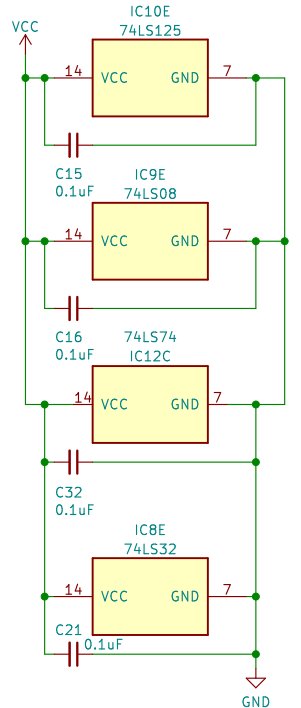 VCC
IC10E
74LS125
14 VCC GND 7
C15
0.1uF
IC9E
74LS08
14 VCC GND 7
C16
0.1uF
74LS74
IC12C
14 VCC GND 7
C32
0.1uF
IC8E
74LS32
14 VCC GND 7
C21
0.1uF
GND